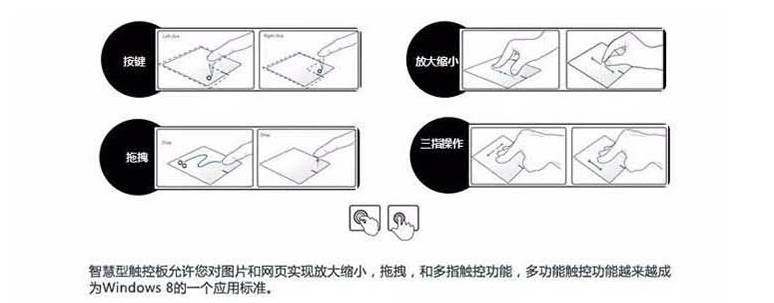 按键
Left click
Right click
放大缩小
拖拽
Drag
Drop
三指操作
智慧型触控板允许您对图片和网页实现放大缩小，拖拽，和多指触控功能，多功能触控功能越来越成
为Windows 8的一个应用标准。